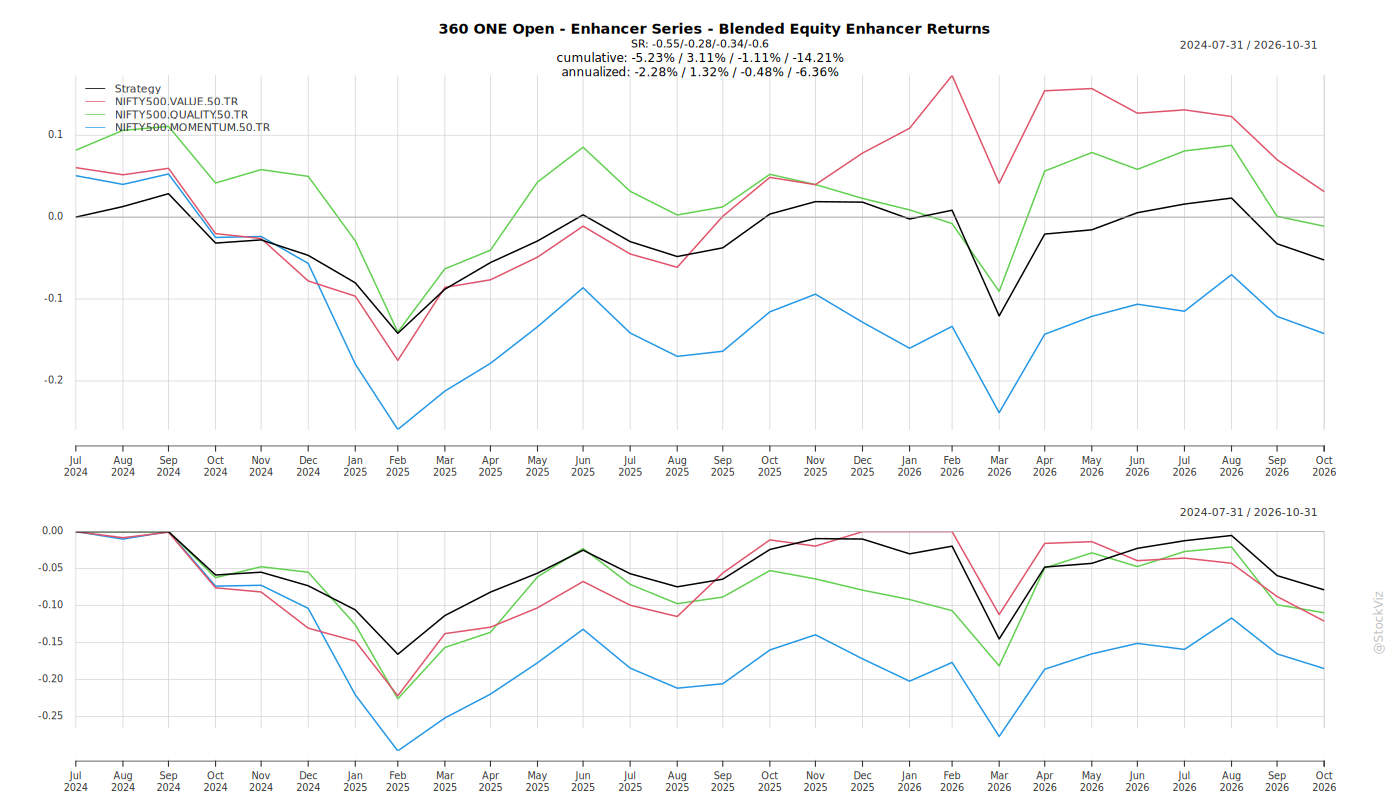 360 ONE Open - Enhancer Series - Blended Equity Enhancer Returns
SR: -0.55/-0.28/-0.34/-0.6
cumulative: -5.23% / 3.11% / -1.11% / -14.21%
annualized: -2.28% / 1.32% / -0.48% / -6.36%
2024-07-31 / 2026-10-31
Strategy
NIFTY500.VALUE.50.TR
NIFTY500.QUALITY.50.TR
NIFTY500.MOMENTUM.50.TR
0.1
0.0
-0.1
-0.2
Jul Aug Sep Oct Nov Dec Jan Feb Mar Apr May Jun Jul Aug Sep Oct Nov Dec Jan Feb Mar Apr May Jun Jul Aug Sep Oct
2024 2024 2024 2024 2024 2024 2025 2025 2025 2025 2025 2025 2025 2025 2025 2025 2025 2025 2026 2026 2026 2026 2026 2026 2026 2026 2026 2026
2024-07-31 / 2026-10-31
0.00
-0.05
-0.10
-0.15
-0.20
-0.25
Jul Aug Sep Oct Nov Dec Jan Feb Mar Apr May Jun Jul Aug Sep Oct Nov Dec Jan Feb Mar Apr May Jun Jul Aug Sep Oct
2024 2024 2024 2024 2024 2024 2025 2025 2025 2025 2025 2025 2025 2025 2025 2025 2025 2025 2026 2026 2026 2026 2026 2026 2026 2026 2026 2026
@StockViz